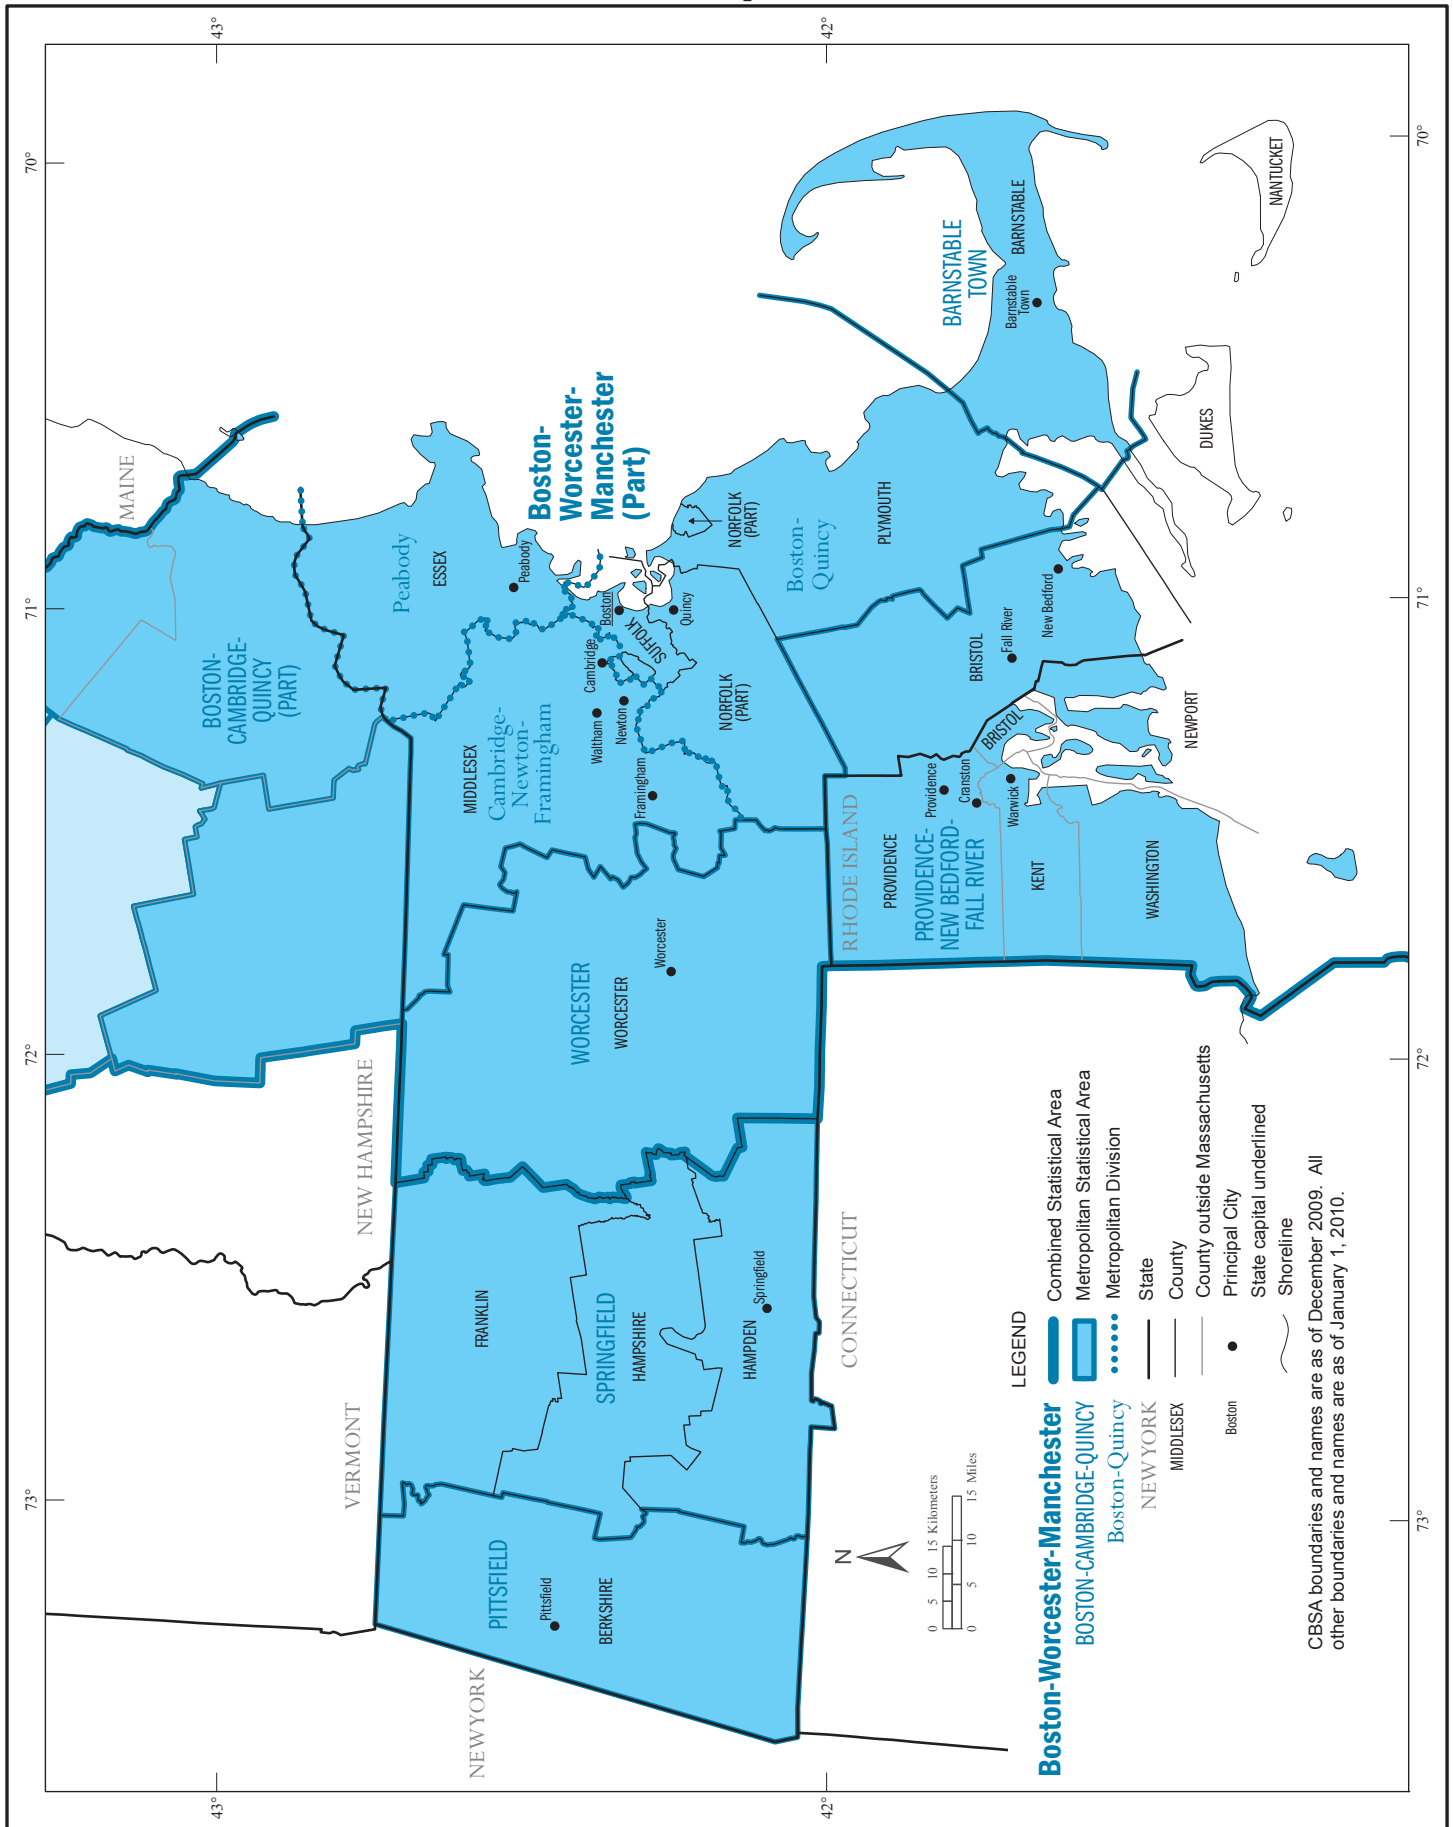 73°
72°
71°
70°
43°
43°
42°
42°
73°
72°
71°
70°
MAINE
VERMONT
NEW HAMPSHIRE
NEW YORK
CONNECTICUT
RHODE ISLAND
BOSTON-
CAMBRIDGE-
QUINCY
(PART)
Peabody
ESSEX
Peabody
Boston-
Worcester-
Manchester
(Part)
MIDDLESEX
Cambridge-
Newton-
Framingham
Waltham
Cambridge
Newton
Framingham
Boston
SUFFOLK
Quincy
NORFOLK
(PART)
NORFOLK
(PART)
Boston-
Quincy
PLYMOUTH
PITTSFIELD
Pittsfield
BERKSHIRE
FRANKLIN
SPRINGFIELD
HAMPSHIRE
HAMPDEN
Springfield
WORCESTER
WORCESTER
Worcester
PROVIDENCE
PROVIDENCE-
NEW BEDFORD-
FALL RIVER
Providence
Cranston
Warwick
KENT
WASHINGTON
BRISTOL
BRISTOL
Fall River
New Bedford
NEWPORT
BARNSTABLE
TOWN
Barnstable
Town
BARNSTABLE
DUKES
NANTUCKET
N
0 5 10 15 Kilometers
0 5 10 15 Miles
LEGEND
Boston-Worcester-Manchester Combined Statistical Area
BOSTON-CAMBRIDGE-QUINCY Metropolitan Statistical Area
Boston-Quincy Metropolitan Division
NEW YORK State
MIDDLESEX County
County outside Massachusetts
Boston Principal City
State capital underlined
Shoreline
CBSA boundaries and names are as of December 2009. All
other boundaries and names are as of January 1, 2010.